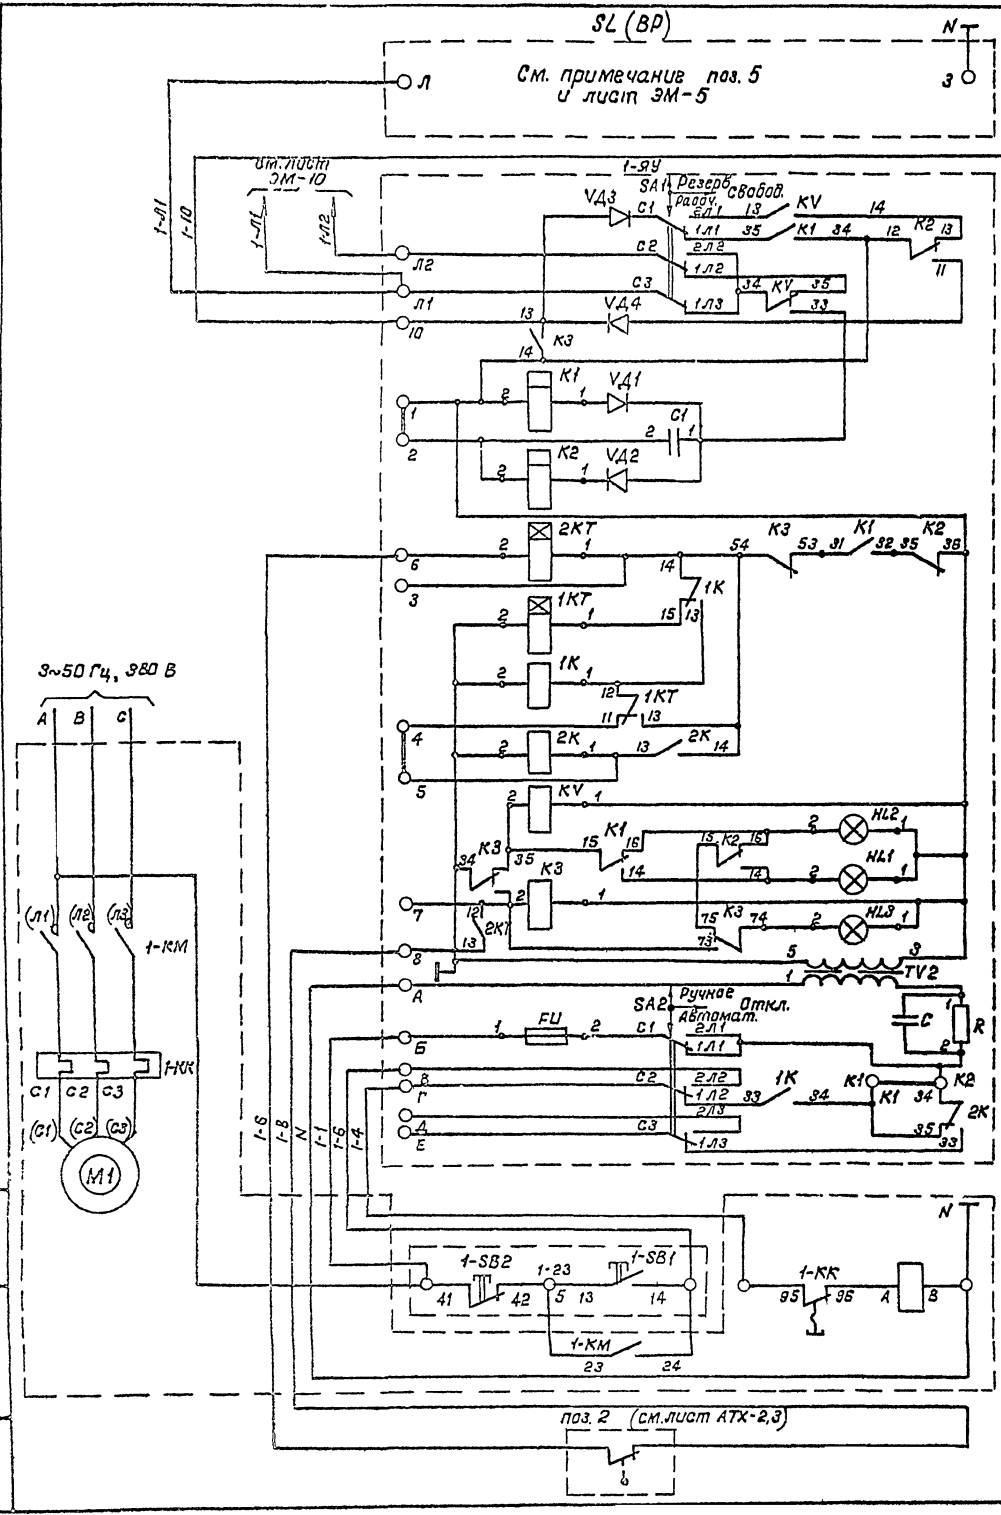 SL (ВР)
N
См. примечание поз. 5
и лист ЭМ-5
Л
3
См. лист
ЭМ-10
1-Л1
1-10
1-Л1
1-Л2
1-ЯУ
SA1 Резерв.
Рабоч. Свобод.
VД3 С1 2Л1 13 KV 14
1Л1 35 К1 34 12 К2 13
11
Л2 С2 2Л2
1Л2
Л1 С3 1Л3 34 KV 35
33
10 13 VД4
К3
14
К1
1 2 1 VД1
С1
2 2 1
К2
2 1 VД2
2КТ
6 2 1 54 К3 53 31 К1 32 35 К2 36
3 14
1К
1КТ
2 1 15 13
1К
2 1
12
1КТ
4 11 13
2К
2 1 13 2К 14
5
KV
2 1
К1 HL2
15 16 15 К2 16 2 1
34 К3 35
14 14 HL1
2 1
К3
7 12 2 1 75 К3 74 HL3
2 1
2КТ
13 73
8 5 3
1 TV2
А
SA2 Ручное
Автомат. Откл.
FU
Б 1 2 С1 2Л1
1Л1
С 1 R
2
В 2Л2
Г С2 1Л2 33 1К 34 К1 К1 34 К2
Д 2Л3 2К
Е С3 1Л3 35
33
3~50 Гц, 380 В
А В С
(Л1) (Л2) (Л3)
1-КМ
1-КК
С1 С2 С3
(С1) (С2) (С3)
М1
1-6
1-8
N
1-1
1-6
1-4
N
1-SB2 1-23 1-SB1
41 42 5 13 14
1-КК
95 96 А В
1-КМ
23 24
поз. 2 (см. лист АТХ-2,3)